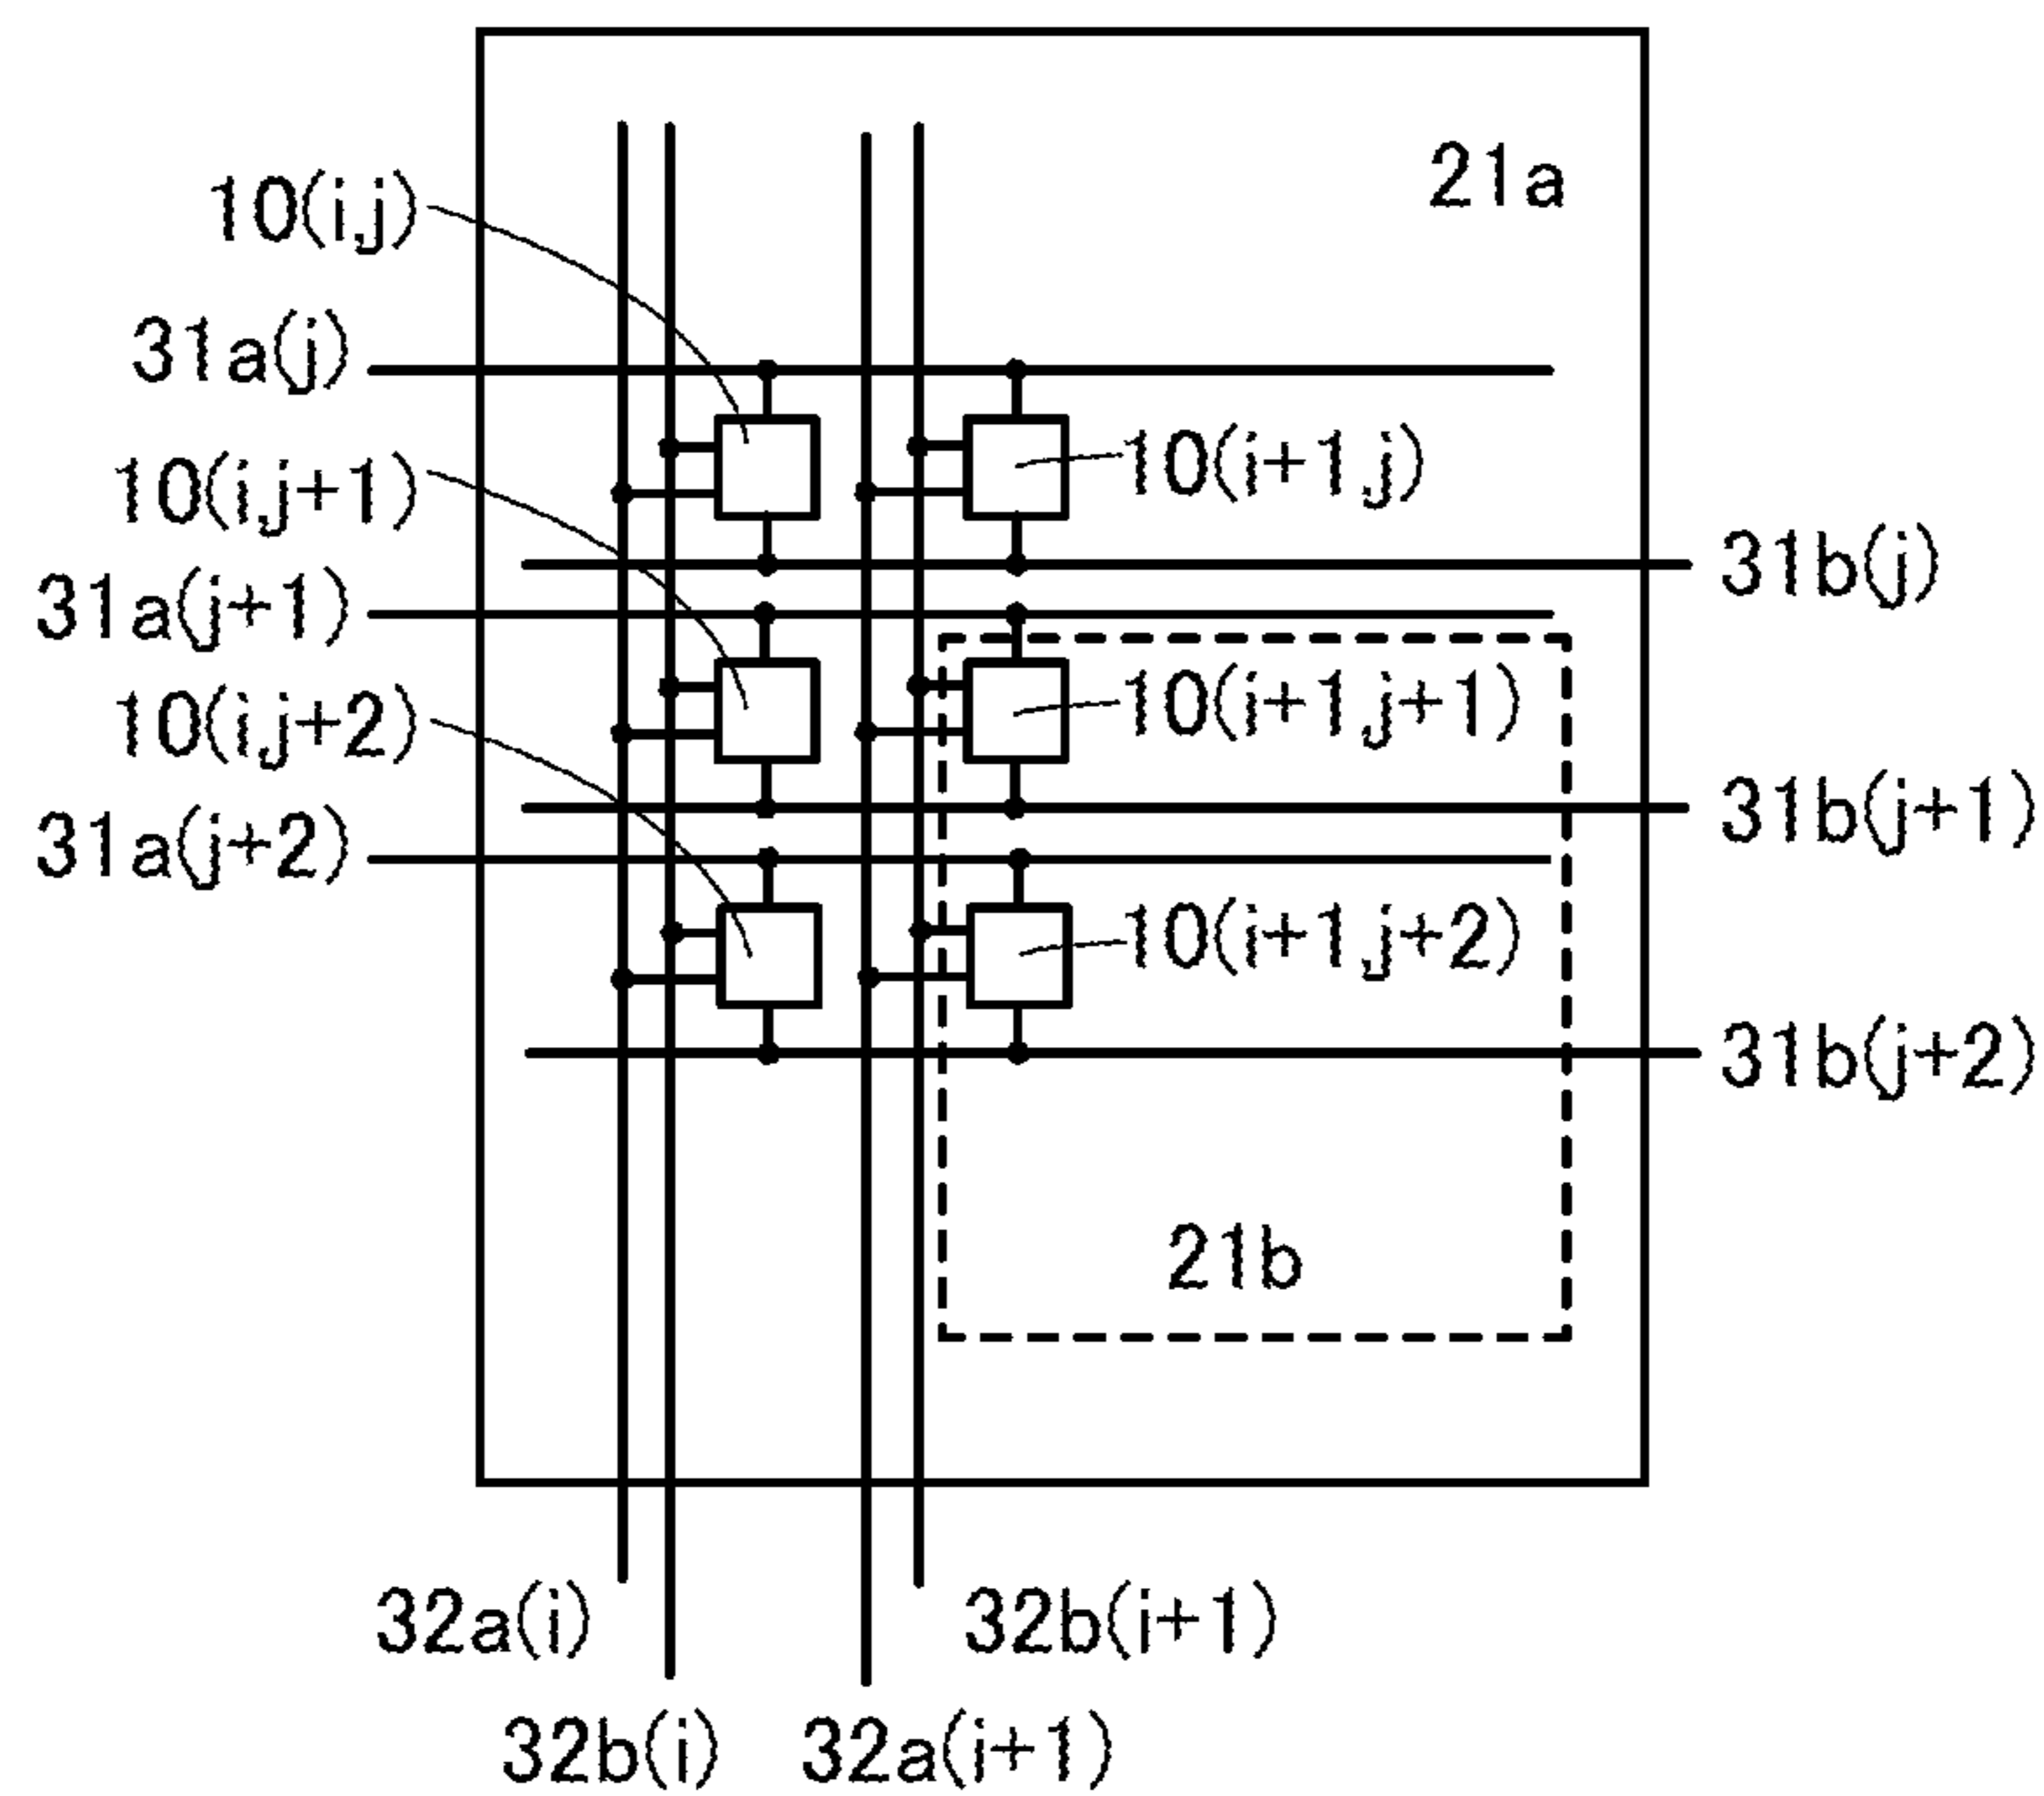 21a
10(i,j)
31a(j)
10(i,j+1)
10(i+1,j)
31b(j)
31a(j+1)
10(i,j+2)
10(i+1,j+1)
31b(j+1)
31a(j+2)
10(i+1,j+2)
31b(j+2)
21b
32a(i)
32b(i+1)
32b(i)
32a(i+1)